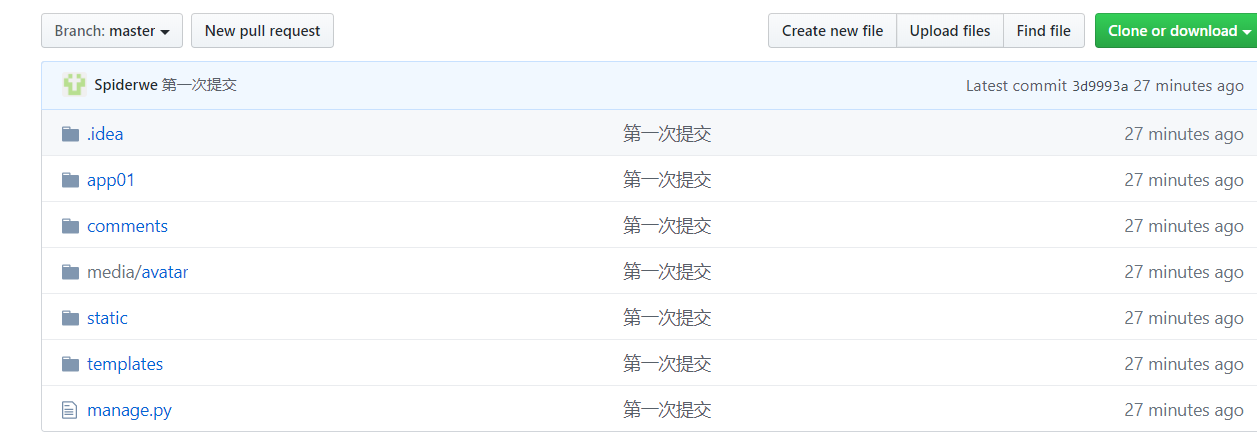 Branch: master New pull request Create new file Upload files Find file Clone or download
Spiderwe 第一次提交 Latest commit 3d9993a 27 minutes ago
.idea 第一次提交 27 minutes ago
app01 第一次提交 27 minutes ago
comments 第一次提交 27 minutes ago
media/avatar 第一次提交 27 minutes ago
static 第一次提交 27 minutes ago
templates 第一次提交 27 minutes ago
manage.py 第一次提交 27 minutes ago